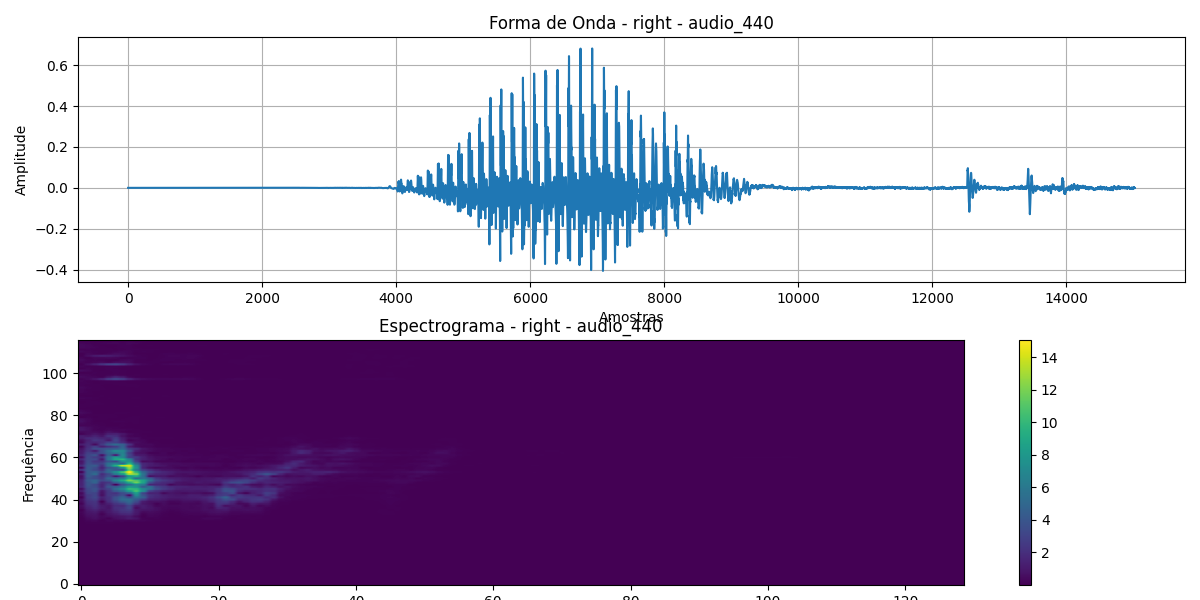 Forma de Onda - right - audio_440
Amplitude
0.6
0.4
0.2
0.0
−0.2
−0.4
0 2000 4000 6000 8000 10000 12000 14000
Amostras
Espectrograma - right - audio_440
Frequência
100
80
60
40
20
0
0 20 40 60 80 100 120
14
12
10
8
6
4
2